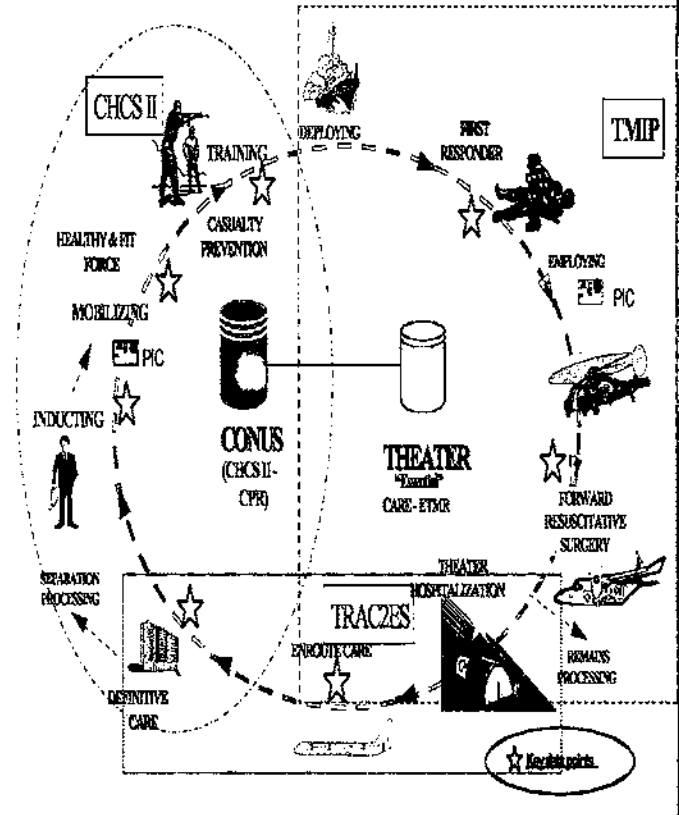 CHCS II
TMIP
DEPLOYING
FIRST
RESPONDER
TRAINING
CASUALTY
PREVENTION
HEALTHY & FIT
FORCE
EMPLOYING
PIC
MOBILIZING
PIC
INDUCTING
CONUS
(CHCS II -
CPR)
THEATER
"Essential"
CARE - ETMR
FORWARD
RESUSCITATIVE
SURGERY
THEATER
HOSPITALIZATION
SEPARATION
PROCESSING
TRAC2ES
ENROUTE CARE
REMAINS
PROCESSING
DEFINITIVE
CARE
Key data points